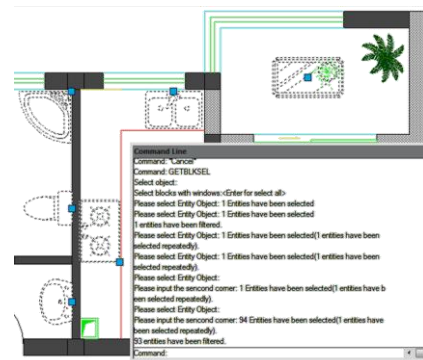 Command Line
Command: *Cancel*
Command: GETBLKSEL
Select object:
Select blocks with windows:<Enter for select all>
Please select Entity Object: 1 Entities have been selected
Please select Entity Object: 1 Entities have been selected
1 entities have been filtered.
Please select Entity Object: 1 Entities have been selected(1 entities have been
selected repeatedly).
Please select Entity Object: 1 Entities have been selected(1 entities have been
selected repeatedly).
Please select Entity Object:
Please input the sencond corner: 1 Entities have been selected(1 entities have b
een selected repeatedly).
Please select Entity Object:
Please input the sencond corner: 94 Entities have been selected(1 entities have
been selected repeatedly).
93 entities have been filtered.
Command: